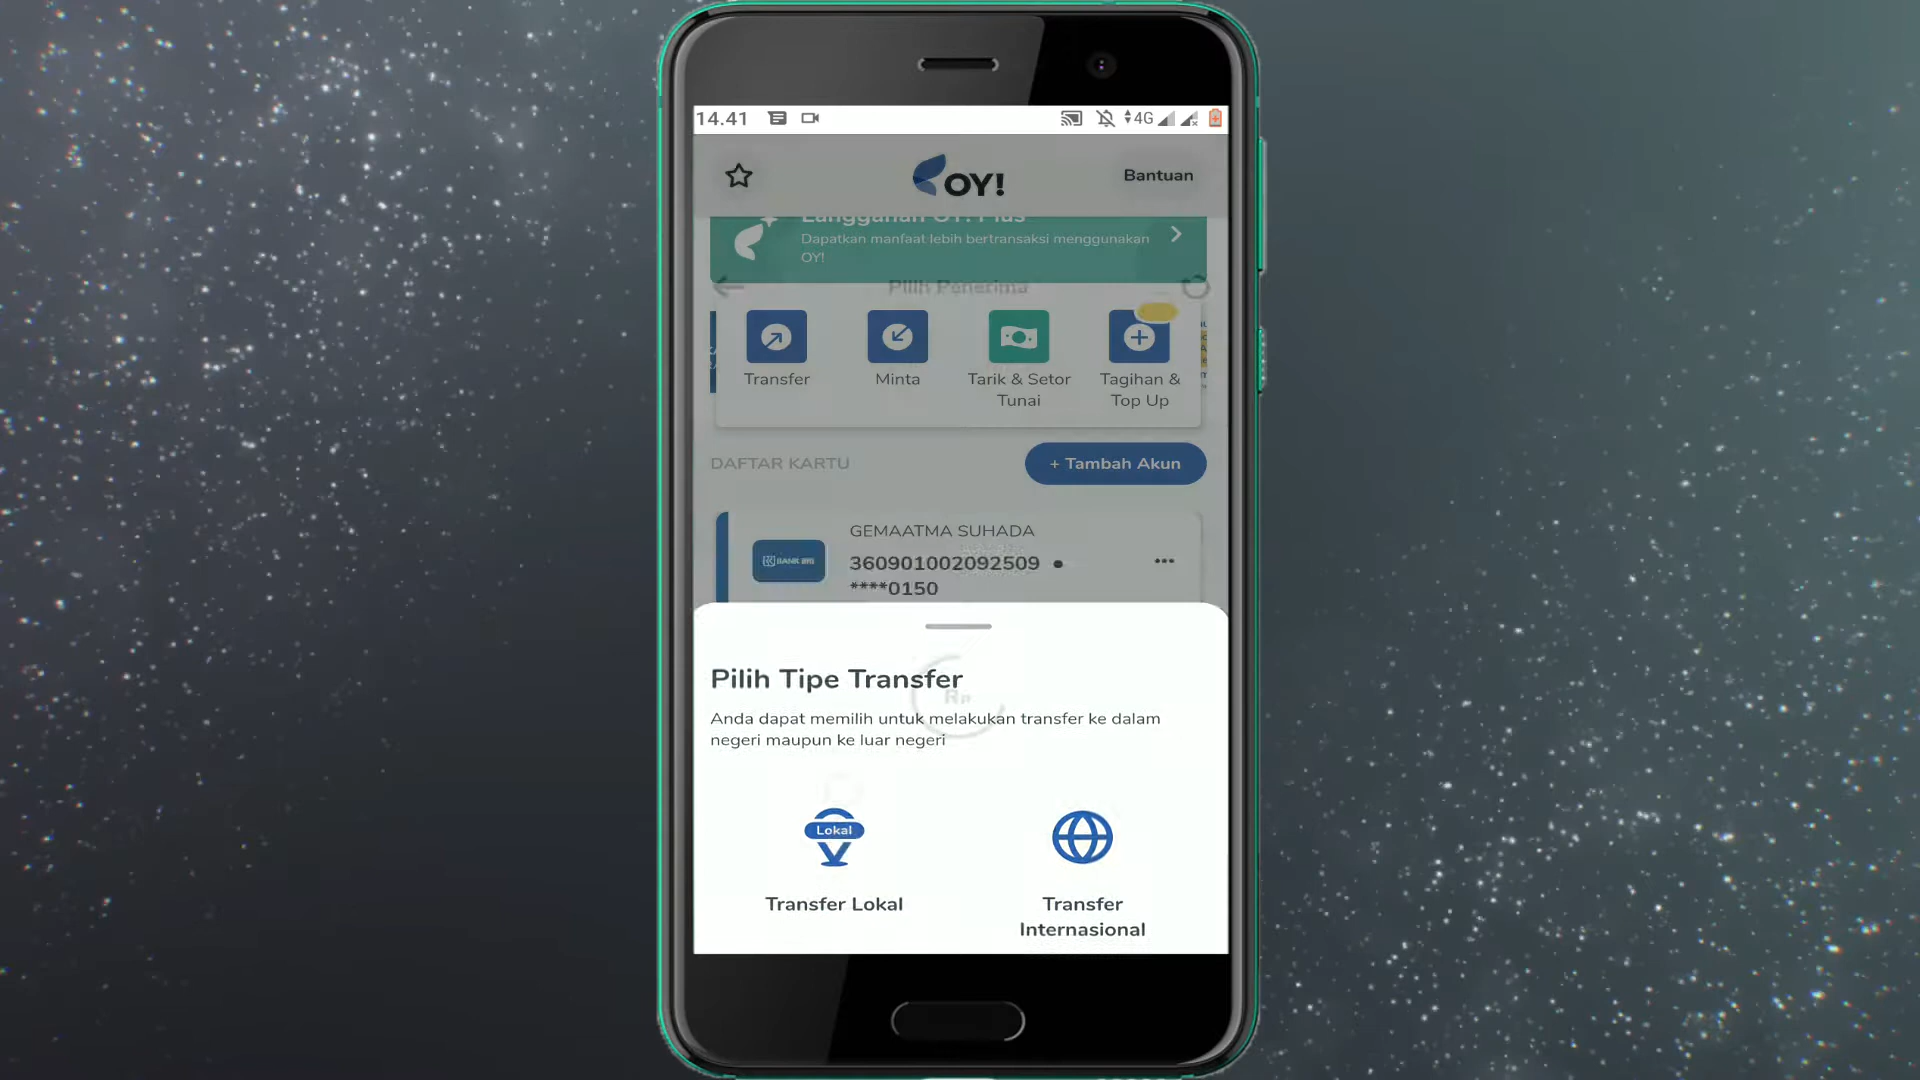 14.41
4G
OY!
Bantuan
Langganan OY! Plus
Dapatkan manfaat lebih bertransaksi menggunakan
OY!
Pilih Penerima
Transfer
Minta
Tarik & Setor
Tunai
Tagihan &
Top Up
DAFTAR KARTU
+ Tambah Akun
GEMAATMA SUHADA
BANK BRI
360901002092509 ●
****0150
Pilih Tipe Transfer
Rp
Anda dapat memilih untuk melakukan transfer ke dalam
negeri maupun ke luar negeri
Lokal
Transfer Lokal
Transfer
Internasional